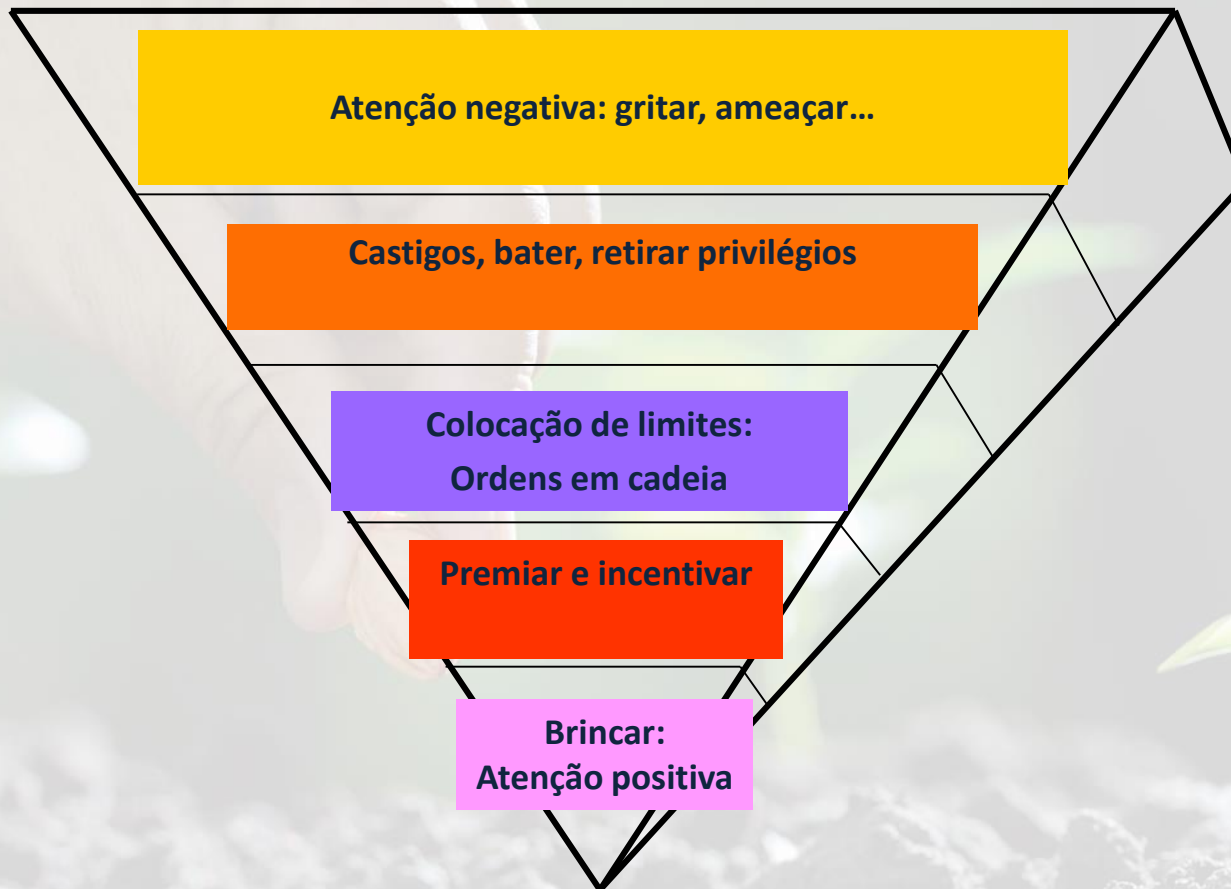 Atenção negativa: gritar, ameaçar…
Castigos, bater, retirar privilégios
Colocação de limites:
Ordens em cadeia
Premiar e incentivar
Brincar:
Atenção positiva